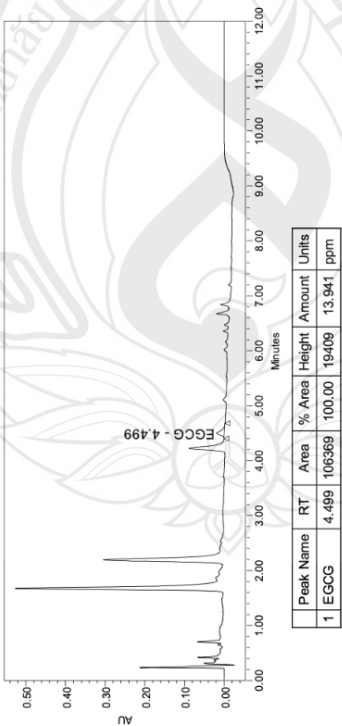 AU
0.50
0.40
0.30
0.20
0.10
0.00
EGCG - 4.499
0.00 1.00 2.00 3.00 4.00 5.00 6.00 7.00 8.00 9.00 10.00 11.00 12.00
Minutes
Peak Name RT Area % Area Height Amount Units
1 EGCG 4.499 106369 100.00 19409 13.941 ppm